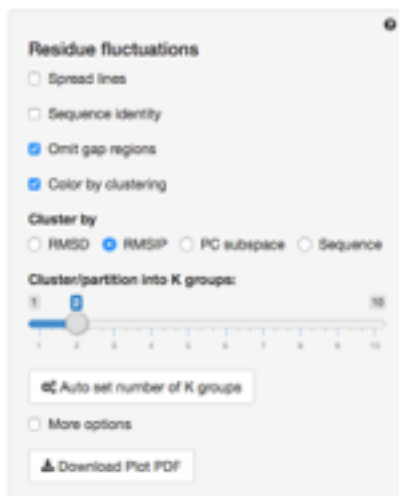 Residue fluctuations
Spread lines
Sequence identity
Omit gap regions
Color by clustering
Cluster by
RMSD RMSIP PC subspace Sequence
Cluster/partition into K groups:
1 2 10
1 2 3 4 5 6 7 8 9 10
Auto set number of K groups
More options
Download Plot PDF